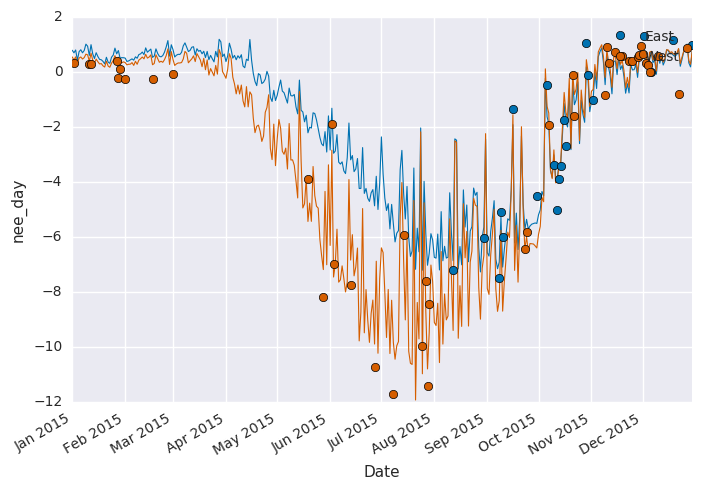 2
0
−2
−4
−6
−8
−10
−12
nee_day
East
West
Jan 2015
Feb 2015
Mar 2015
Apr 2015
May 2015
Jun 2015
Jul 2015
Aug 2015
Sep 2015
Oct 2015
Nov 2015
Dec 2015
Date